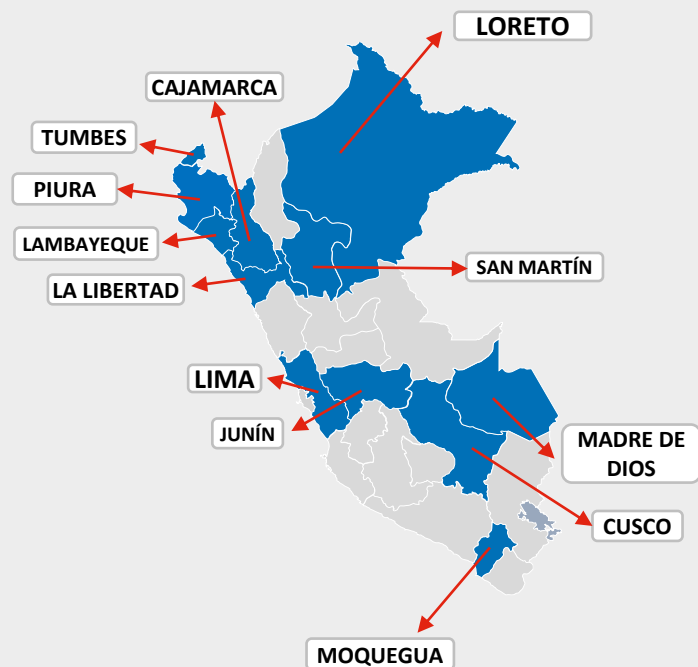 LORETO
CAJAMARCA
TUMBES
PIURA
LAMBAYEQUE
SAN MARTÍN
LA LIBERTAD
LIMA
JUNÍN
MADRE DE
DIOS
CUSCO
MOQUEGUA